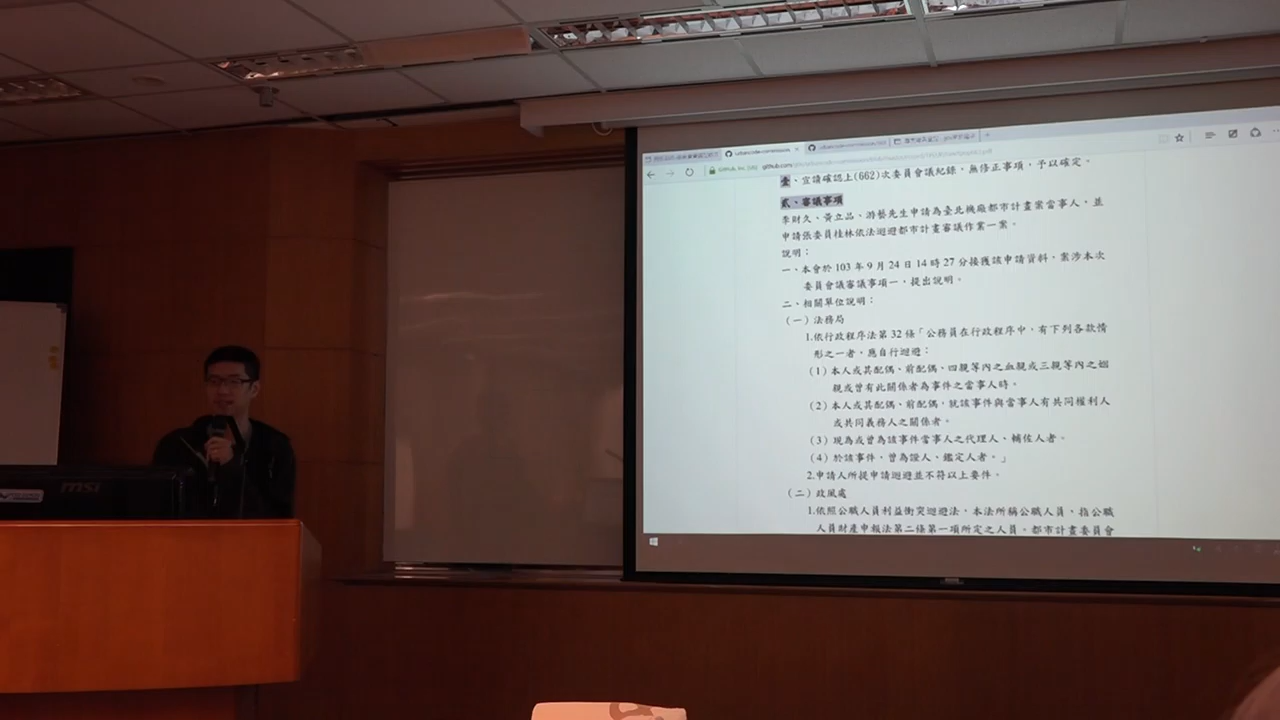 壹、宣讀確認上(662)次委員會議紀錄，無修正事項，予以確定。
貳、審議事項
李財久、黃立品、游藝先生申請為臺北機廠都市計畫案當事人，並
申請張委員桂林依法迴避都市計畫審議作業一案。
說明：
一、本會於 103 年 9 月 24 日 14 時 27 分接獲該申請資料，案涉本次
委員會議審議事項一，提出說明。
二、相關單位說明：
（一）法務局
1.依行政程序法第 32 條「公務員在行政程序中，有下列各款情
形之一者，應自行迴避：
(1)本人或其配偶、前配偶、四親等內之血親或三親等內之姻
親或曾有此關係者為事件之當事人時。
(2)本人或其配偶、前配偶，就該事件與當事人有共同權利人
或共同義務人之關係者。
(3)現為或曾為該事件當事人之代理人、輔佐人者。
(4)於該事件，曾為證人、鑑定人者。」
2.申請人所提申請迴避並不符以上要件。
（二）政風處
1.依照公職人員利益衝突迴避法，本法所稱公職人員，指公職
人員財產申報法第二條第一項所定之人員。都市計畫委員會
msi